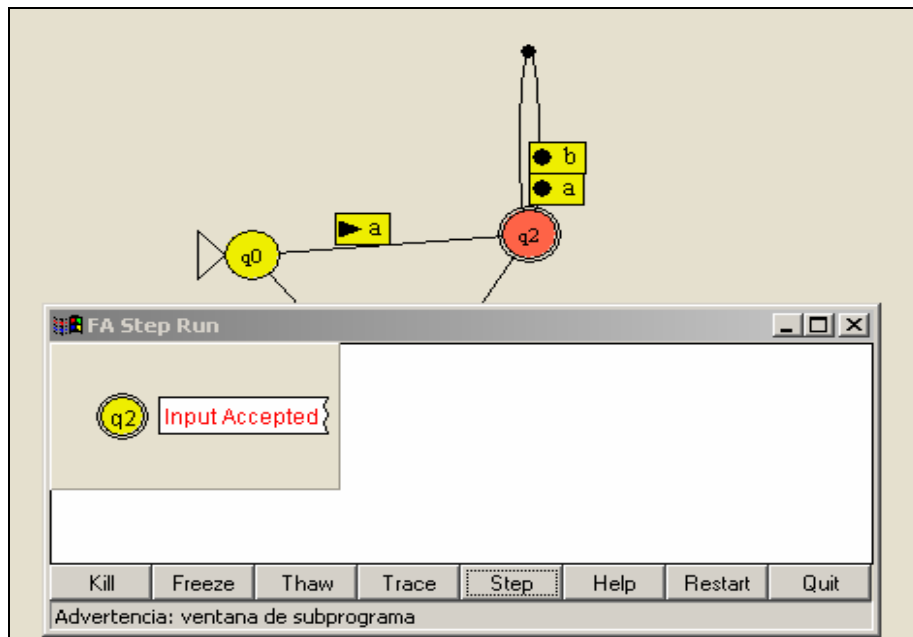 b
a
a
q0
q2
FA Step Run
q2 Input Accepted
Kill Freeze Thaw Trace Step Help Restart Quit
Advertencia: ventana de subprograma